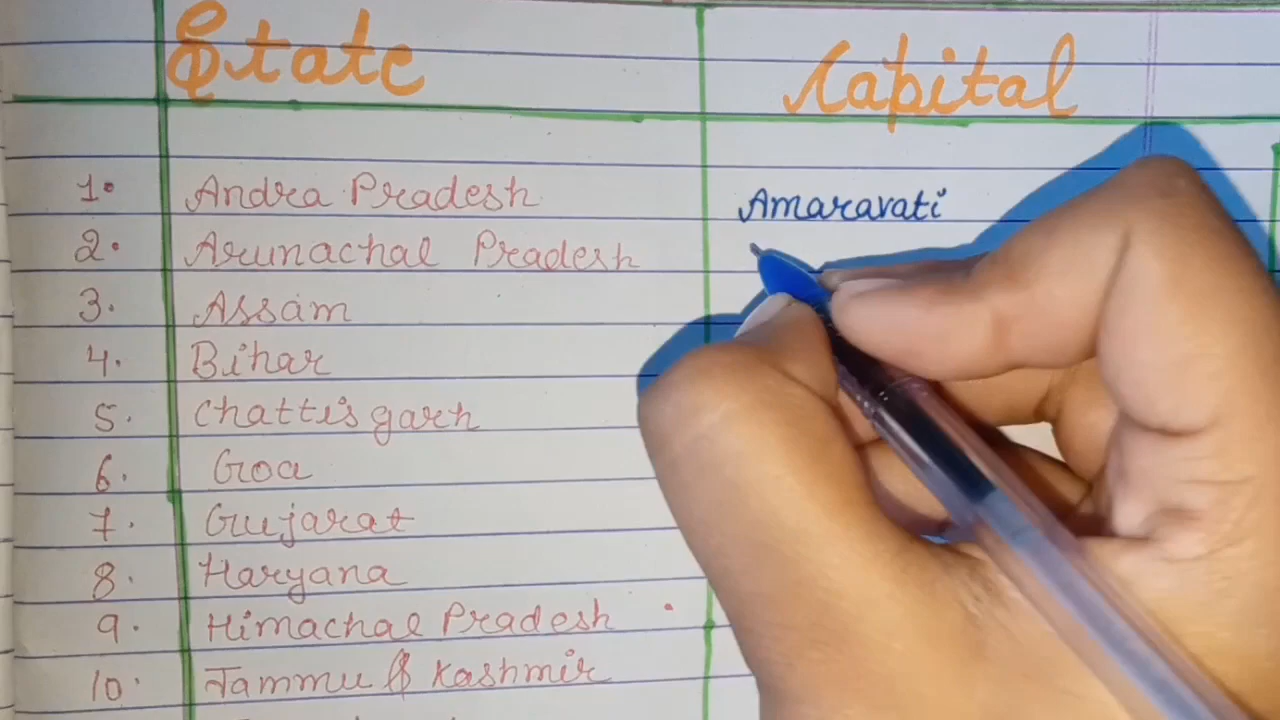 State Capital
1. Andra Pradesh Amaravati
2. Arunachal Pradesh
3. Assam
4. Bihar
5. Chattisgarh
6. Goa
7. Gujarat
8. Haryana
9. Himachal Pradesh
10. Jammu & Kashmir